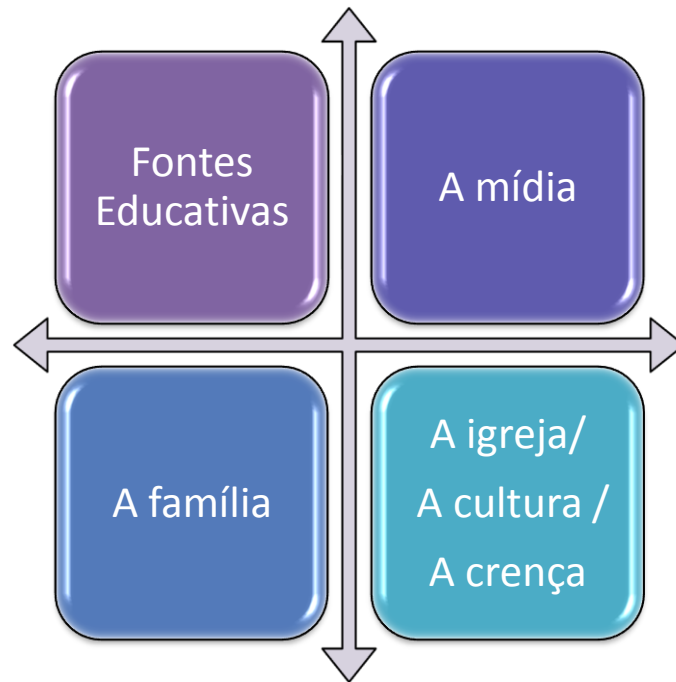 Fontes
Educativas
A mídia
A família
A igreja/
A cultura /
A crença